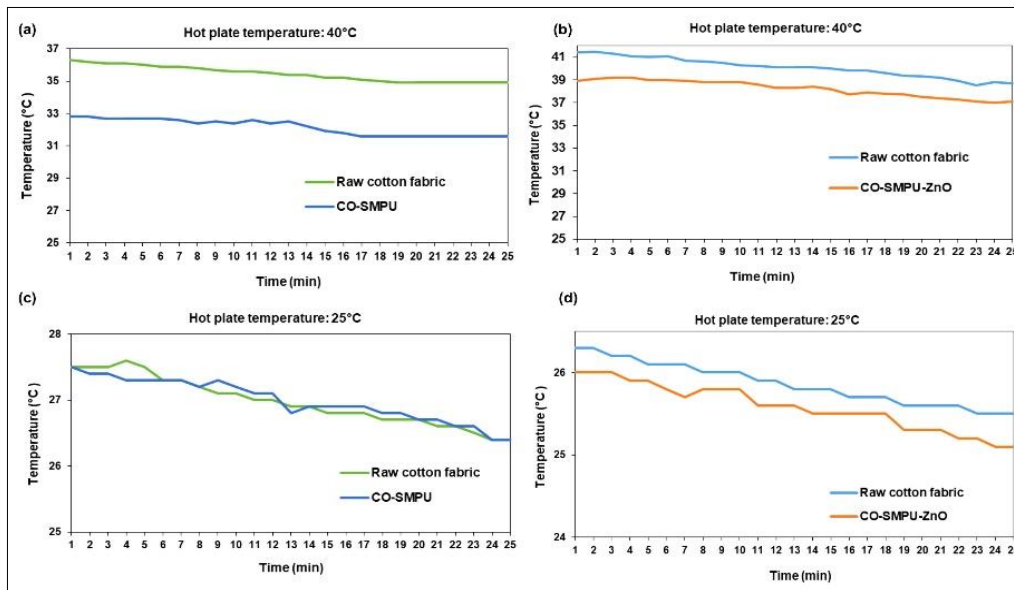 (a)
Hot plate temperature: 40°C
37
35
33
31
29
27
25
Temperature (°C)
Raw cotton fabric
CO-SMPU
1 2 3 4 5 6 7 8 9 10 11 12 13 14 15 16 17 18 19 20 21 22 23 24 25
Time (min)
(b)
Hot plate temperature: 40°C
41
39
37
35
33
31
29
27
25
Temperature (°C)
Raw cotton fabric
CO-SMPU-ZnO
1 2 3 4 5 6 7 8 9 10 11 12 13 14 15 16 17 18 19 20 21 22 23 24 25
Time (min)
(c)
Hot plate temperature: 25°C
28
27
26
25
Temperature (°C)
Raw cotton fabric
CO-SMPU
1 2 3 4 5 6 7 8 9 10 11 12 13 14 15 16 17 18 19 20 21 22 23 24 25
Time (min)
(d)
Hot plate temperature: 25°C
26
25
24
Temperature (°C)
Raw cotton fabric
CO-SMPU-ZnO
1 2 3 4 5 6 7 8 9 10 11 12 13 14 15 16 17 18 19 20 21 22 23 24 25
Time (min)